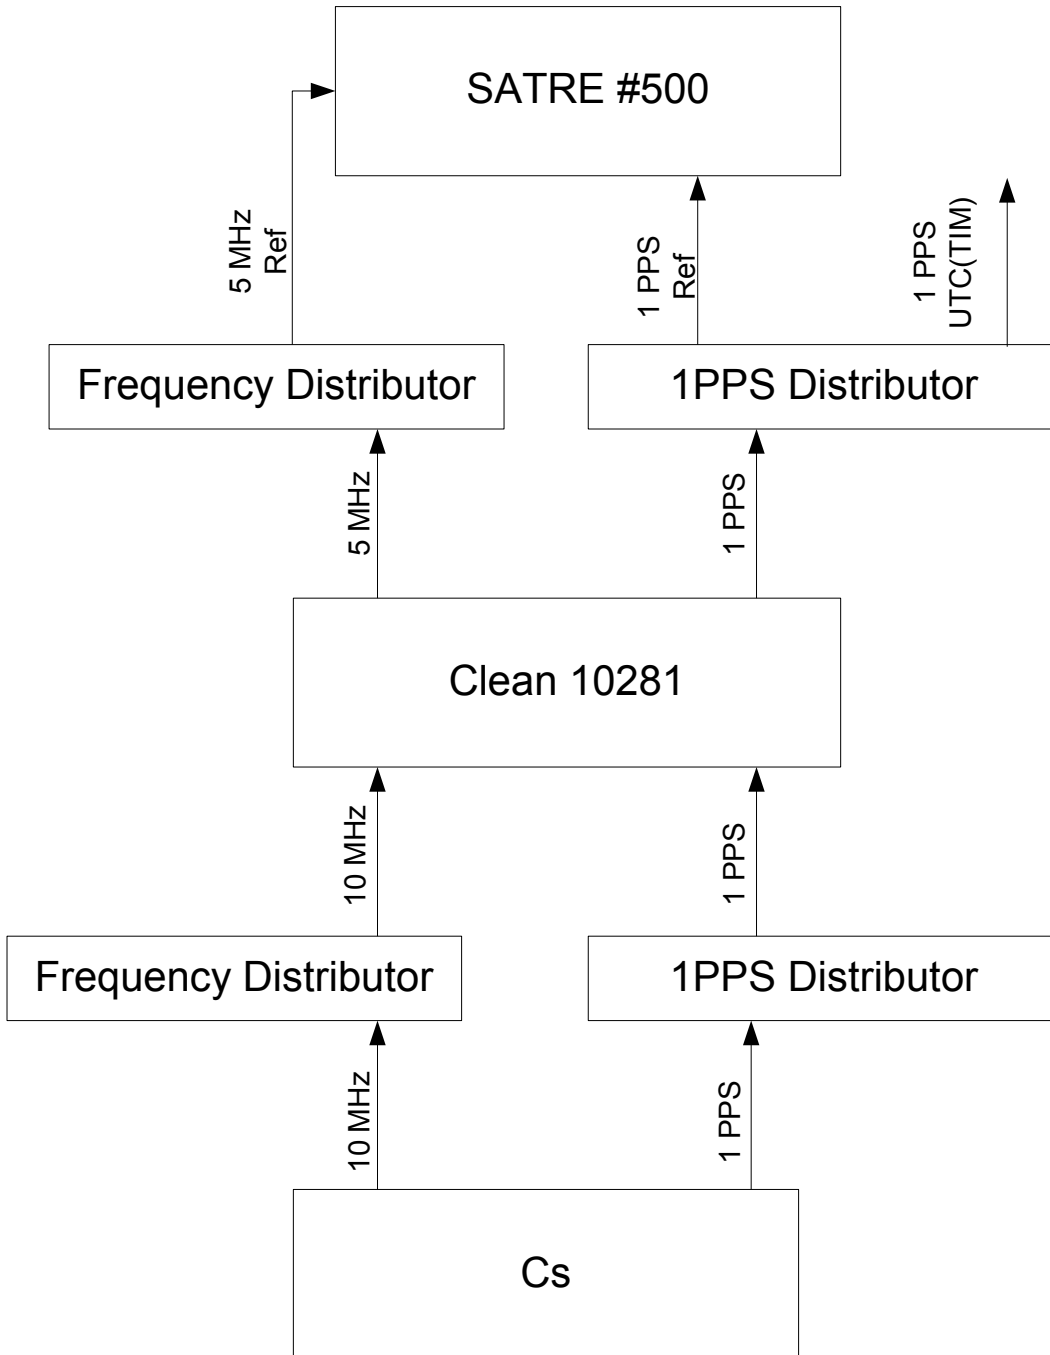 SATRE #500
5 MHz
Ref
1 PPS
Ref
1 PPS
UTC(TIM)
Frequency Distributor
1PPS Distributor
5 MHz
1 PPS
Clean 10281
10 MHz
1 PPS
Frequency Distributor
1PPS Distributor
10 MHz
1 PPS
Cs